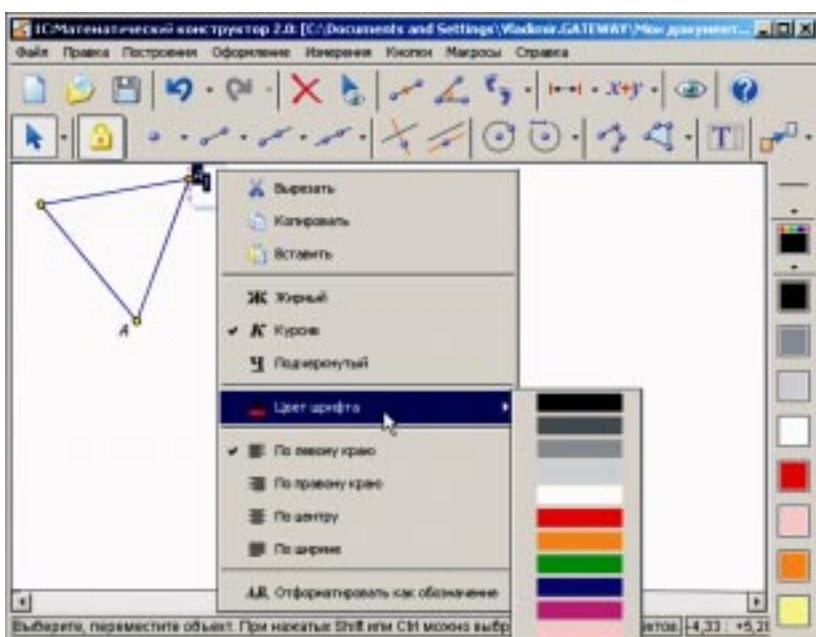 1С:Математический конструктор 2.0: [C:\Documents and Settings\Vladimir.GATEWAY\Мои документ...
Файл Правка Построения Оформление Измерения Кнопки Макросы Справка
x+y
T
Вырезать
Копировать
Вставить
Ж Жирный
К Курсив
Ч Подчеркнутый
A
Цвет шрифта
По левому краю
По правому краю
По центру
По ширине
AB, Отформатировать как обозначение
Выберите, переместите объект. При нажатых Shift или Ctrl можно выбр ектов. -4,33 : +5,2